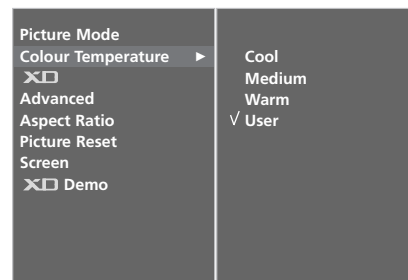 Picture Mode
Colour Temperature ►
XD
Advanced
Aspect Ratio
Picture Reset
Screen
XD Demo
Cool
Medium
Warm
√ User